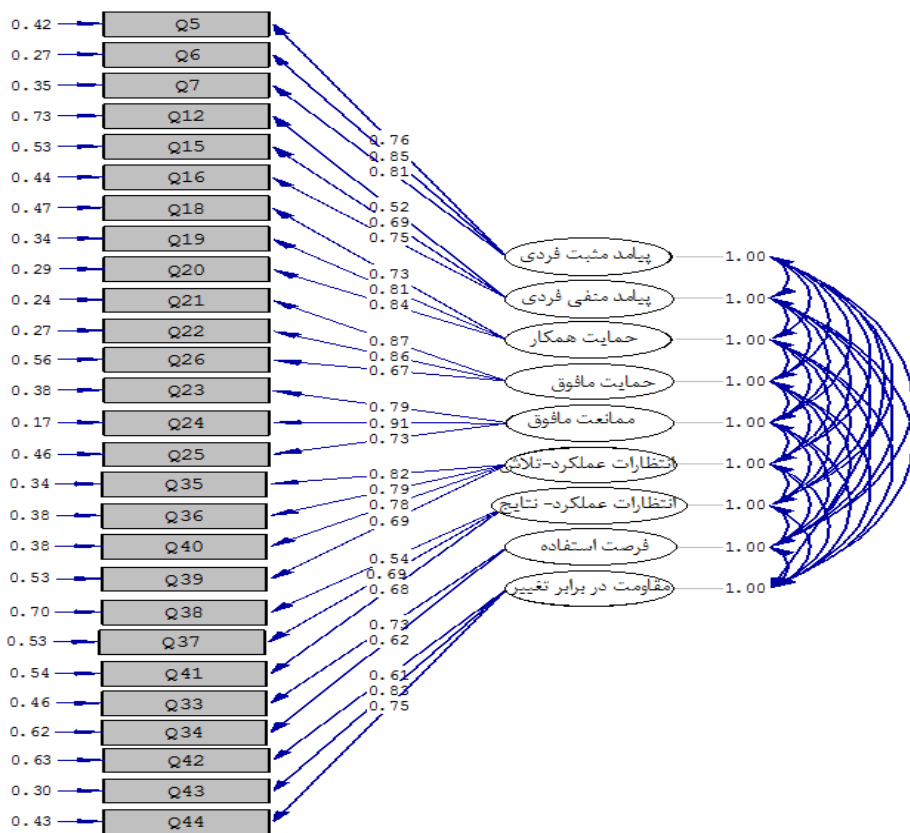 0.42 Q5
0.27 Q6
0.35 Q7
0.73 Q12
0.53 Q15
0.44 Q16
0.47 Q18
0.34 Q19
0.29 Q20
0.24 Q21
0.27 Q22
0.56 Q26
0.38 Q23
0.17 Q24
0.46 Q25
0.34 Q35
0.38 Q36
0.38 Q40
0.53 Q39
0.70 Q38
0.53 Q37
0.54 Q41
0.46 Q33
0.62 Q34
0.63 Q42
0.30 Q43
0.43 Q44
0.76
0.85
0.81
0.52
0.69
0.75
0.73
0.81
0.84
0.87
0.86
0.67
0.79
0.91
0.73
0.82
0.79
0.78
0.69
0.54
0.69
0.68
0.73
0.62
0.61
0.83
0.75
پیامد مثبت فردی 1.00
پیامد منفی فردی 1.00
حمایت همکار 1.00
حمایت مافوق 1.00
ممانعت مافوق 1.00
انتظارات عملکرد-تلاش 1.00
انتظارات عملکرد- نتایج 1.00
فرصت استفاده 1.00
مقاومت در برابر تغییر 1.00